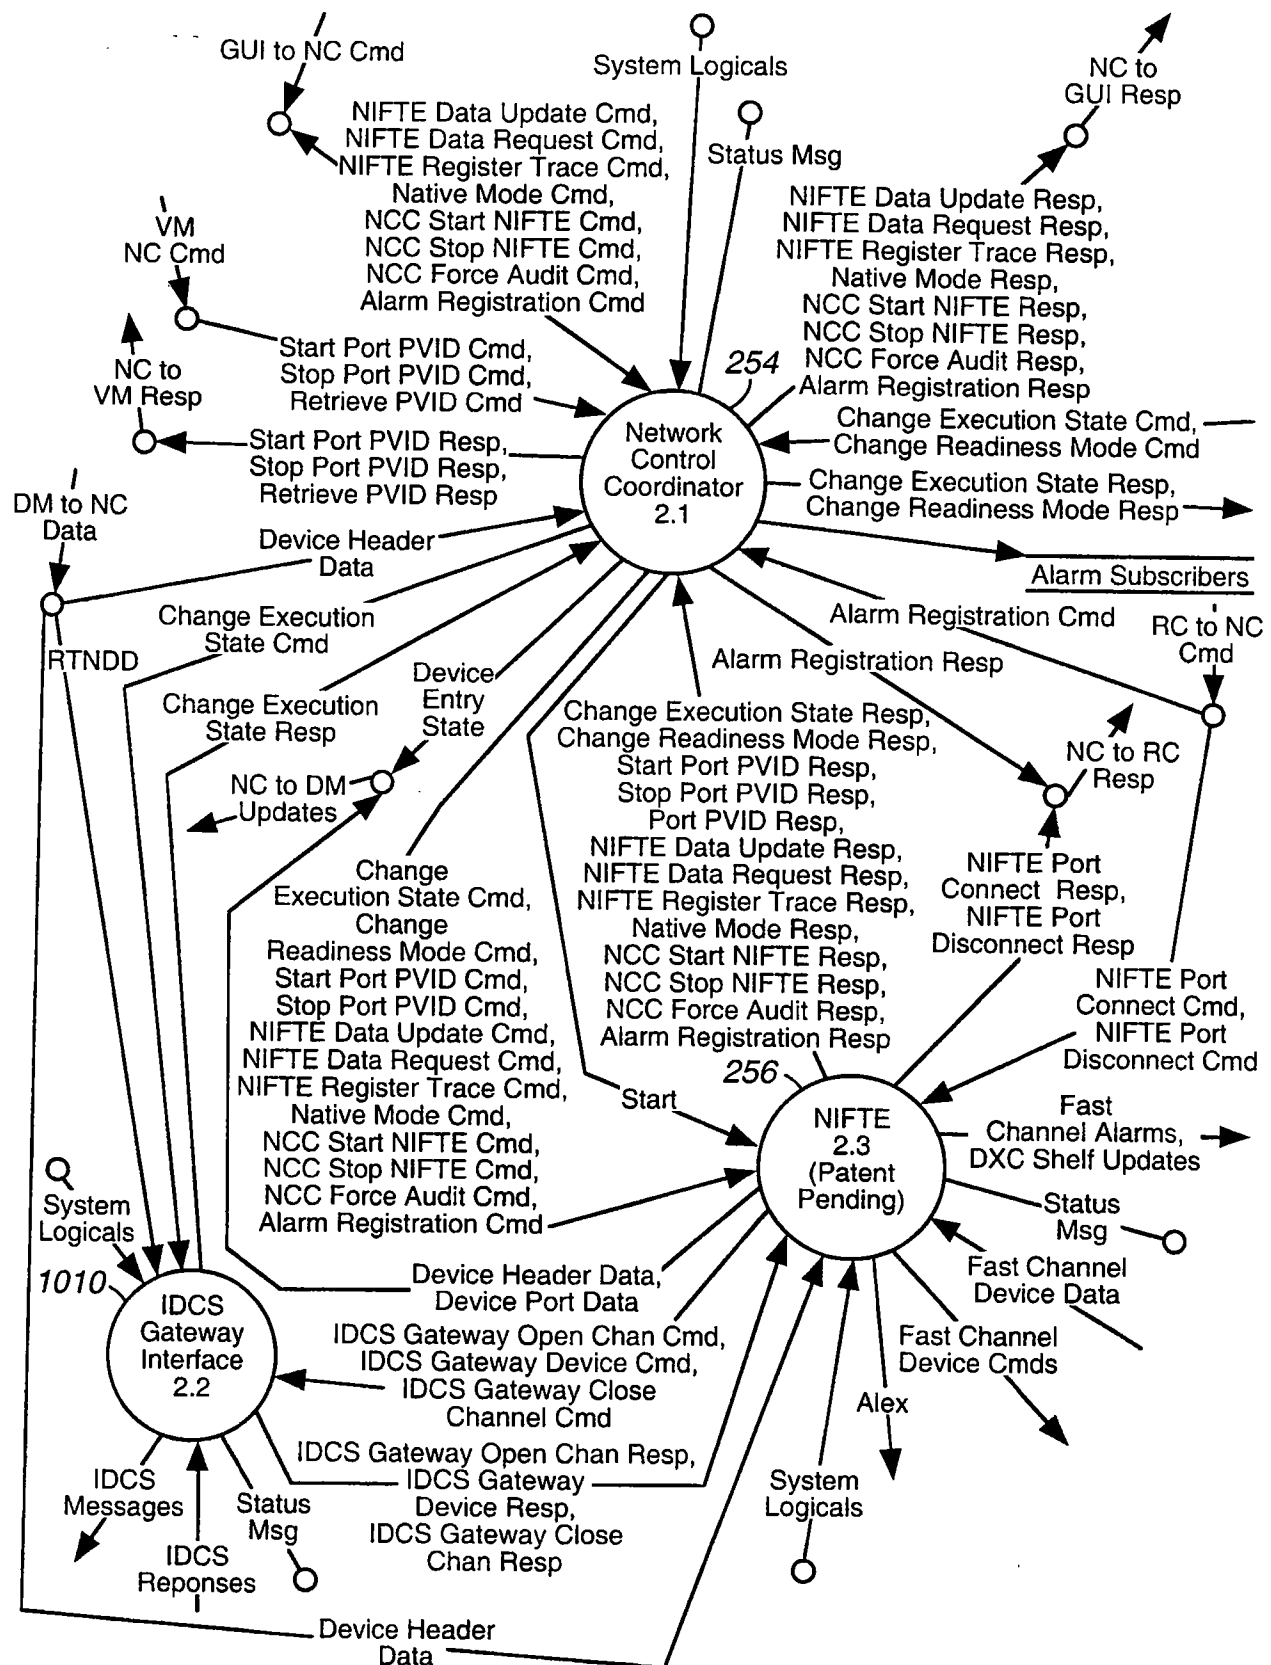 GUI to NC Cmd
System Logicals
NC to
GUI Resp
NIFTE Data Update Cmd,
NIFTE Data Request Cmd,
NIFTE Register Trace Cmd,
Native Mode Cmd,
NCC Start NIFTE Cmd,
NCC Stop NIFTE Cmd,
NCC Force Audit Cmd,
Alarm Registration Cmd
Status Msg
NIFTE Data Update Resp,
NIFTE Data Request Resp,
NIFTE Register Trace Resp,
Native Mode Resp,
NCC Start NIFTE Resp,
NCC Stop NIFTE Resp,
NCC Force Audit Resp,
Alarm Registration Resp
VM
NC Cmd
Start Port PVID Cmd,
Stop Port PVID Cmd,
Retrieve PVID Cmd
NC to
VM Resp
Start Port PVID Resp,
Stop Port PVID Resp,
Retrieve PVID Resp
254
Network
Control
Coordinator
2.1
Change Execution State Cmd,
Change Readiness Mode Cmd
Change Execution State Resp,
Change Readiness Mode Resp
Alarm Subscribers
DM to NC
Data
Device Header
Data
RTNDD
Change Execution
State Cmd
Change Execution
State Resp
Device
Entry
State
NC to DM
Updates
Alarm Registration Cmd
Alarm Registration Resp
RC to NC
Cmd
NC to RC
Resp
Change Execution State Resp,
Change Readiness Mode Resp,
Start Port PVID Resp,
Stop Port PVID Resp,
Port PVID Resp,
NIFTE Data Update Resp,
NIFTE Data Request Resp,
NIFTE Register Trace Resp,
Native Mode Resp,
NCC Start NIFTE Resp,
NCC Stop NIFTE Resp,
NCC Force Audit Resp,
Alarm Registration Resp
Change
Execution State Cmd,
Change
Readiness Mode Cmd,
Start Port PVID Cmd,
Stop Port PVID Cmd,
NIFTE Data Update Cmd,
NIFTE Data Request Cmd,
NIFTE Register Trace Cmd,
Native Mode Cmd,
NCC Start NIFTE Cmd,
NCC Stop NIFTE Cmd,
NCC Force Audit Cmd,
Alarm Registration Cmd
NIFTE Port
Connect Resp,
NIFTE Port
Disconnect Resp
NIFTE Port
Connect Cmd,
NIFTE Port
Disconnect Cmd
Start
256
NIFTE
2.3
(Patent
Pending)
Fast
Channel Alarms,
DXC Shelf Updates
Status
Msg
Fast Channel
Device Data
Fast Channel
Device Cmds
Alex
System
Logicals
System
Logicals
1010
IDCS
Gateway
Interface
2.2
Device Header Data,
Device Port Data
IDCS Gateway Open Chan Cmd,
IDCS Gateway Device Cmd,
IDCS Gateway Close
Channel Cmd
IDCS Gateway Open Chan Resp,
IDCS Gateway
Device Resp,
IDCS Gateway Close
Chan Resp
IDCS
Messages
Status
Msg
IDCS
Reponses
Device Header
Data